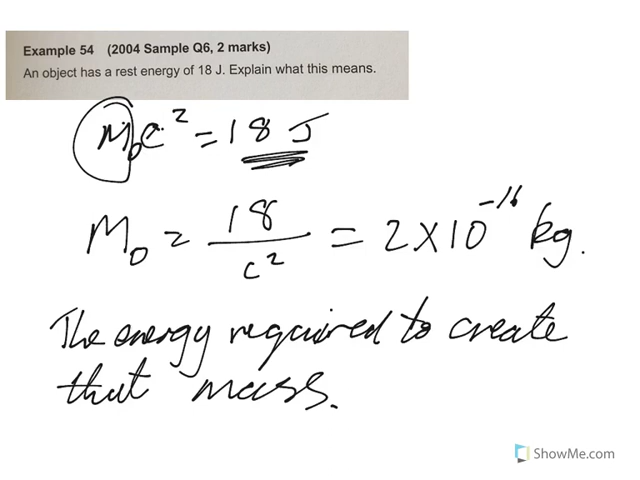 Example 54 (2004 Sample Q6, 2 marks)
An object has a rest energy of 18 J. Explain what this means.
M₀c² = 18 J
M₀ = 18/c² = 2 × 10⁻¹⁶ kg.
The energy required to create
that mass.
ShowMe.com